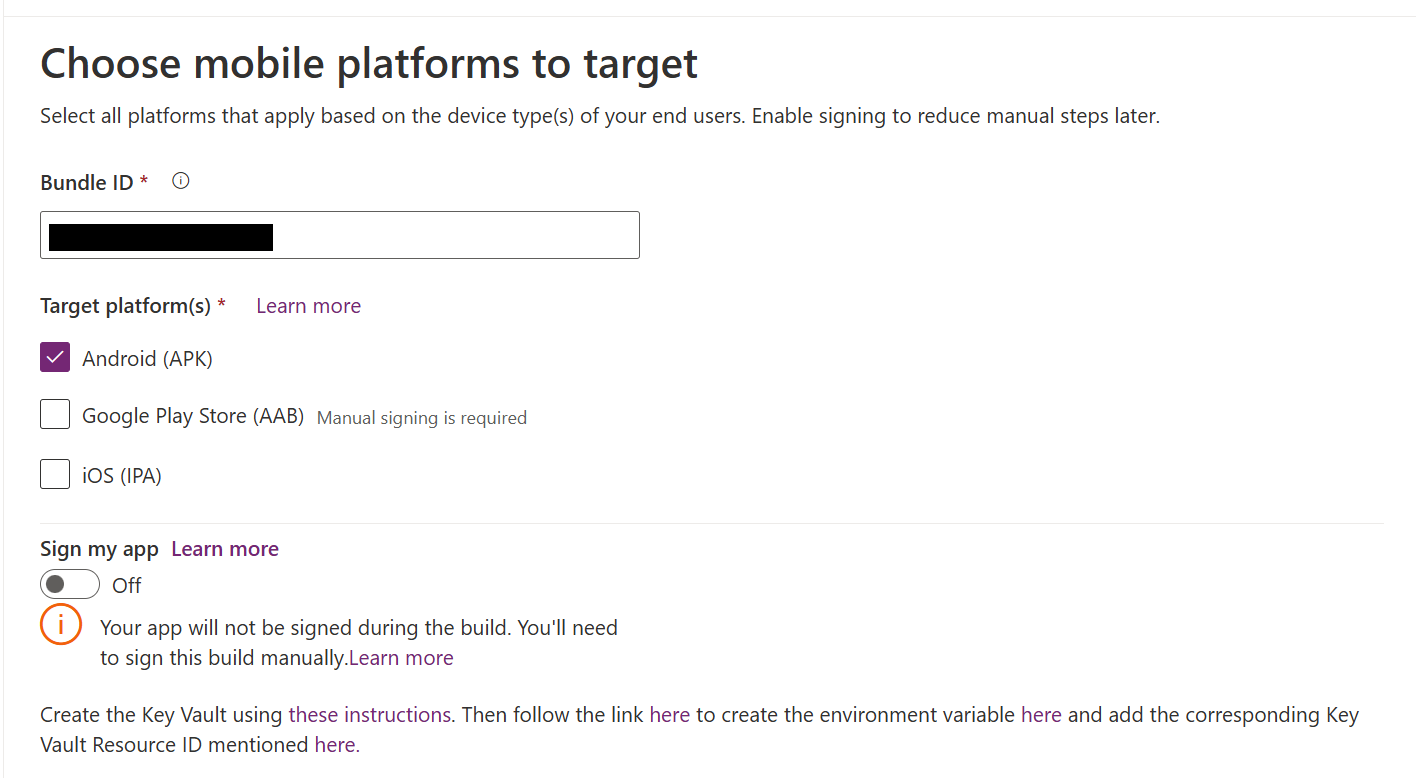 Choose mobile platforms to target
Select all platforms that apply based on the device type(s) of your end users. Enable signing to reduce manual steps later.
Bundle ID *
Target platform(s) * Learn more
Android (APK)
Google Play Store (AAB) Manual signing is required
iOS (IPA)
Sign my app Learn more
Off
Your app will not be signed during the build. You'll need
to sign this build manually.Learn more
Create the Key Vault using these instructions. Then follow the link here to create the environment variable here and add the corresponding Key
Vault Resource ID mentioned here.